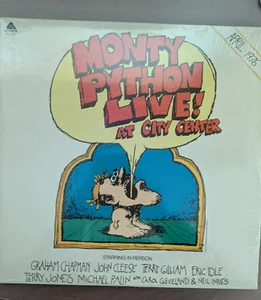 APRIL 1976
MONTY
PYTHON
LIVE!
AT CITY CENTER
STARRING IN PERSON
GRAHAM CHAPMAN JOHN CLEESE TERRY GILLIAM ERIC IDLE
TERRY JONES MICHAEL PALIN WITH CAROL CLEVELAND & NEIL INNES